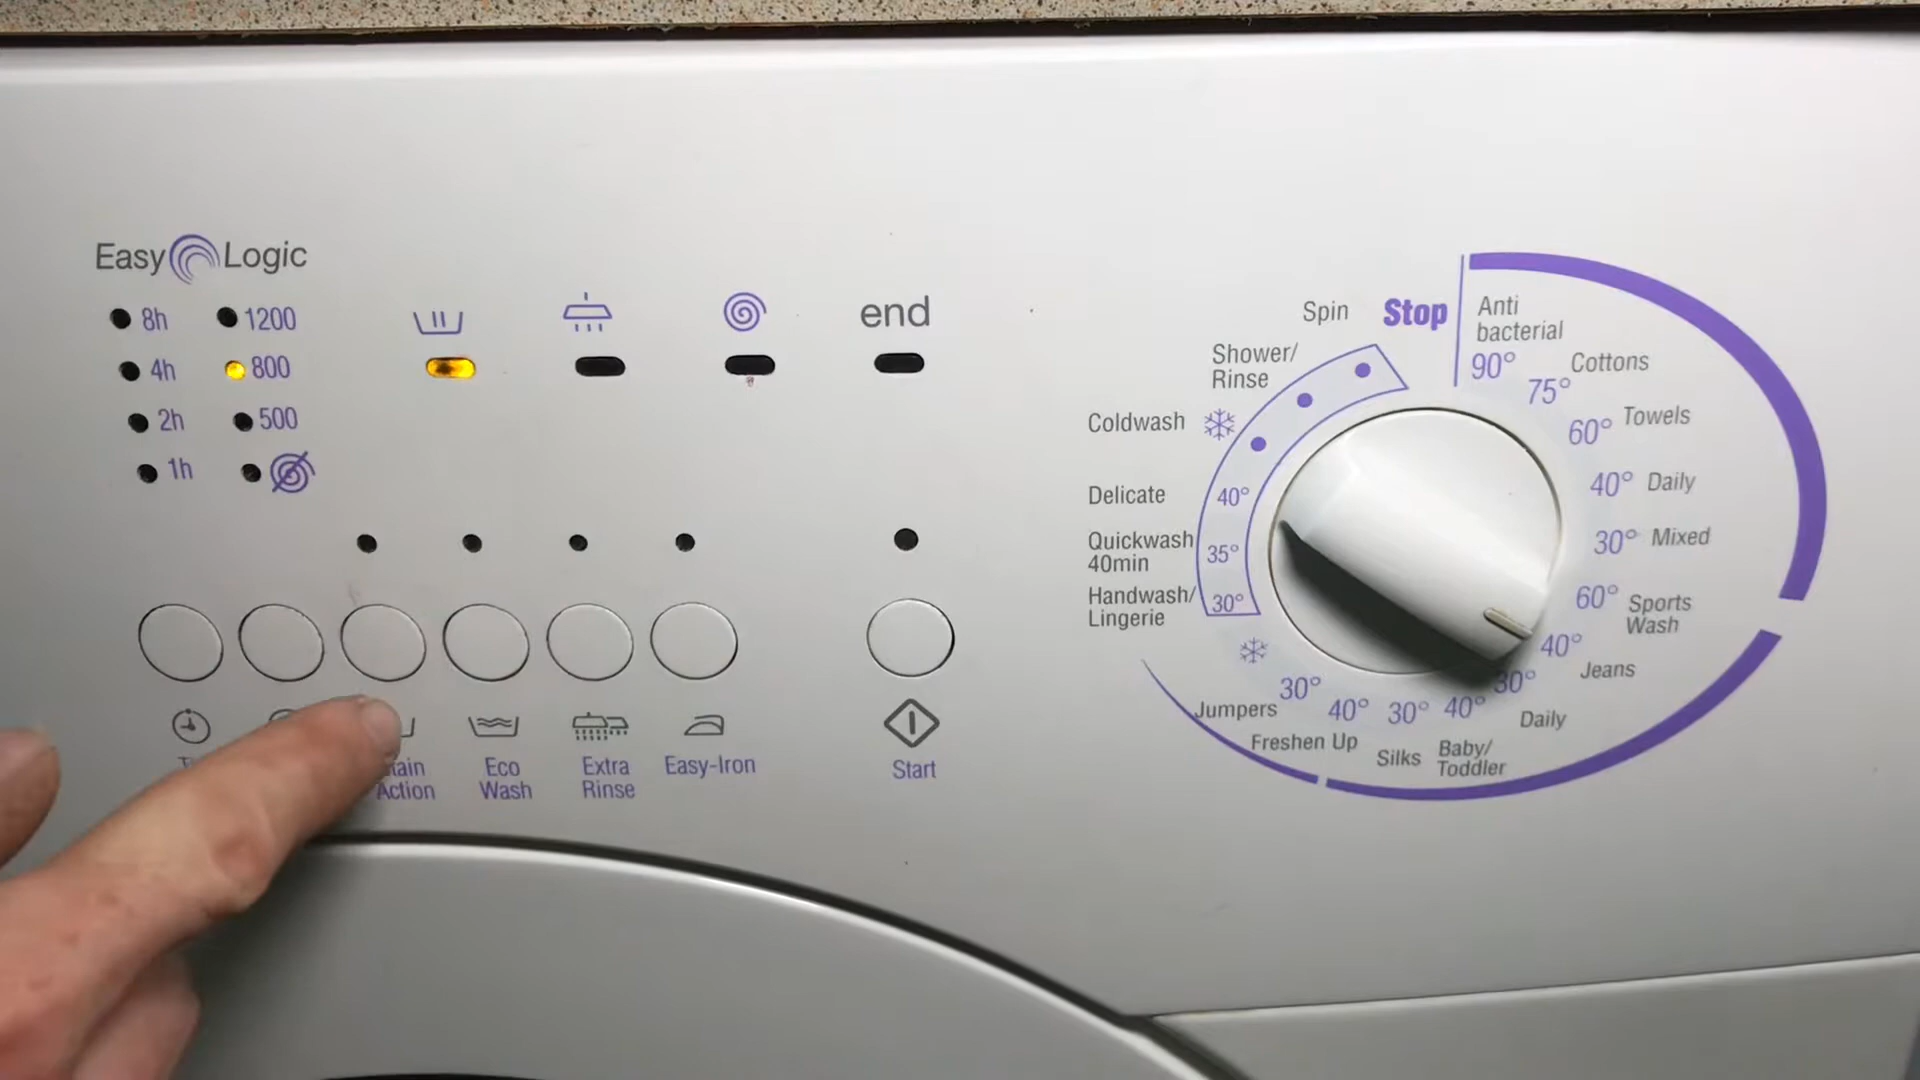 Easy Logic
8h
1200
4h
800
2h
500
1h
end
Eco
Wash
Extra
Rinse
Easy-Iron
Action
Start
Spin
Stop
Shower/
Rinse
Coldwash
Delicate
40°
Quickwash
40min
35°
Handwash/
Lingerie
30°
Anti
bacterial
90°
Cottons
75°
Towels
60°
40° Daily
30° Mixed
60° Sports
Wash
40°
Jeans
30°
Daily
40°
Baby/
Toddler
30°
Silks
40°
Freshen Up
30°
Jumpers